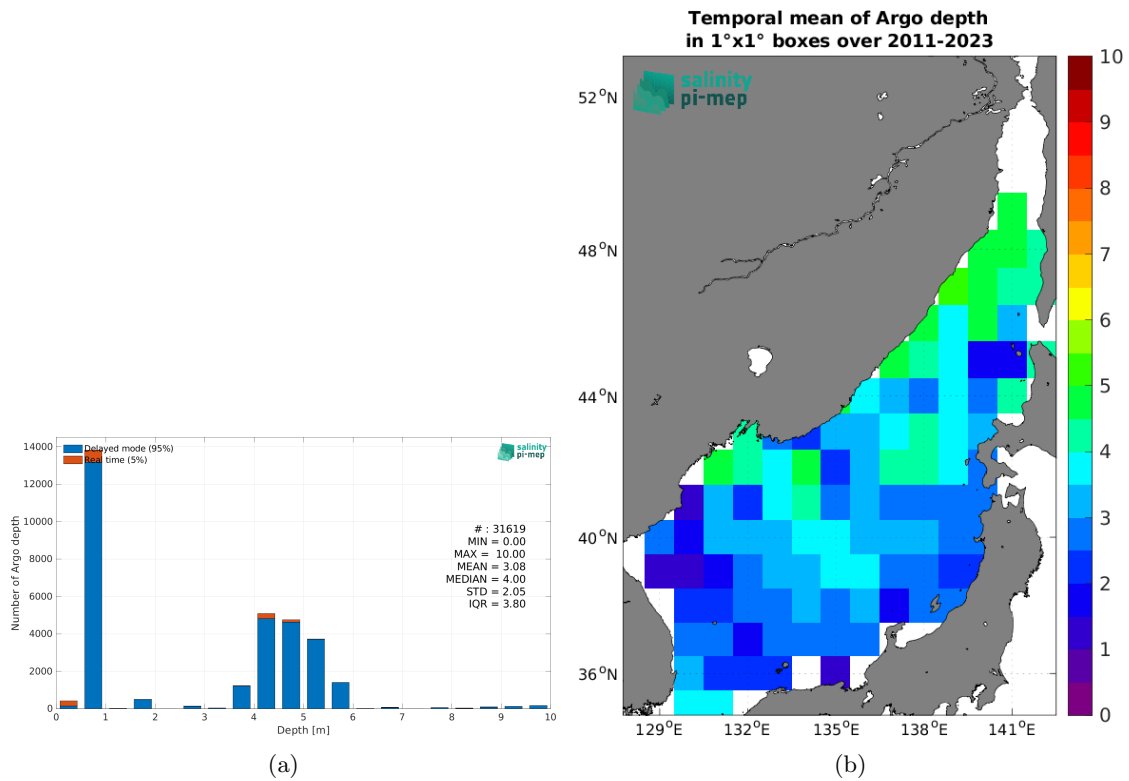 Temporal mean of Argo depth
in 1°x1° boxes over 2011-2023
salinity
pi-mep
52°N
48°N
44°N
40°N
36°N
129°E
132°E
135°E
138°E
141°E
10
9
8
7
6
5
4
3
2
1
0
(b)
Delayed mode (95%)
Real time (5%)
salinity
pi-mep
# : 31619
MIN = 0.00
MAX = 10.00
MEAN = 3.08
MEDIAN = 4.00
STD = 2.05
IQR = 3.80
Number of Argo depth
14000
12000
10000
8000
6000
4000
2000
0
0 1 2 3 4 5 6 7 8 9 10
Depth [m]
(a)